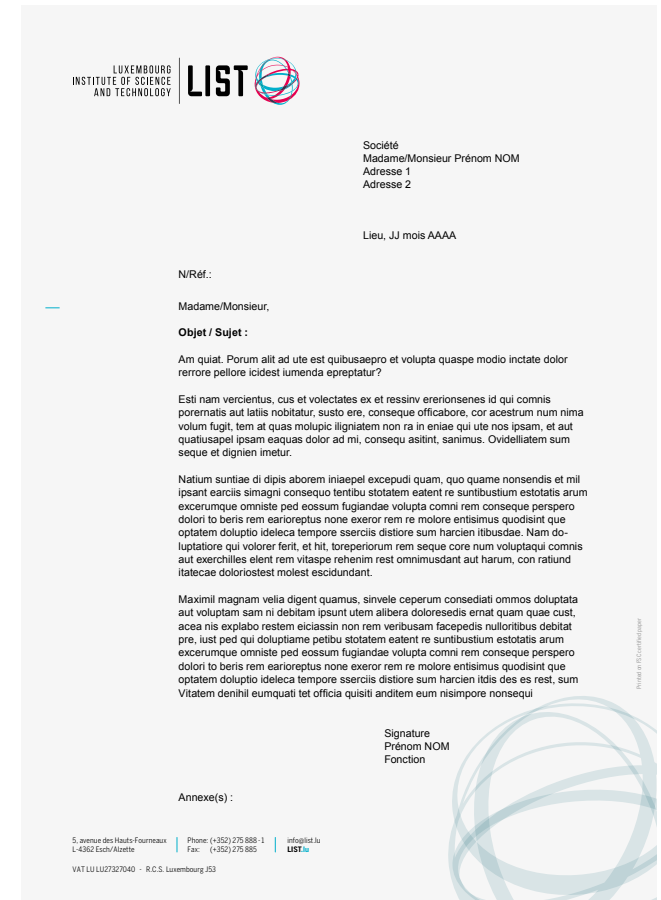 LUXEMBOURG
INSTITUTE OF SCIENCE
AND TECHNOLOGY
LIST
Société
Madame/Monsieur Prénom NOM
Adresse 1
Adresse 2
Lieu, JJ mois AAAA
N/Réf.:
Madame/Monsieur,
Objet / Sujet :
Am quiat. Porum alit ad ute est quibusaepro et volupta quaspe modio inctate dolor
rerrore pellore icidest iumenda epreptatur?
Esti nam vercientus, cus et volectates ex et ressinv ererionsenes id qui comnis
porernatis aut latiis nobitatur, susto ere, conseque officabore, cor acestrum num nima
volum fugit, tem at quas molupic iligniatem non ra in eniae qui ute nos ipsam, et aut
quatiusapel ipsam eaquas dolor ad mi, consequ asitint, sanimus. Ovidelliatem sum
seque et dignien imetur.
Natium suntiae di dipis aborem iniaepel excepudi quam, quo quame nonsendis et mil
ipsant earciis simagni consequo tentibu stotatem eatent re suntibustium estotatis arum
excerumque omniste ped eossum fugiandae volupta comni rem conseque perspero
dolori to beris rem earioreptus none exeror rem re molore entisimus quodisint que
optatem doluptio ideleca tempore sserciis distiore sum harcien itibusdae. Nam do-
luptatiore qui volorer ferit, et hit, toreperiorum rem seque core num voluptaqui comnis
aut exerchilles elent rem vitaspe rehenim rest omnimusdant aut harum, con ratiund
itatecae doloriostest molest escidundant.
Maximil magnam velia digent quamus, sinvele ceperum consediati ommos doluptata
aut voluptam sam ni debitam ipsunt utem alibera doloresedis ernat quam quae cust,
acea nis explabo restem eiciassin non rem veribusam facepedis nulloritibus debitat
pre, iust ped qui doluptiame petibu stotatem eatent re suntibustium estotatis arum
excerumque omniste ped eossum fugiandae volupta comni rem conseque perspero
dolori to beris rem earioreptus none exeror rem re molore entisimus quodisint que
optatem doluptio ideleca tempore sserciis distiore sum harcien itdis des es rest, sum
Vitatem denihil eumquati tet officia quisiti anditem eum nisimpore nonsequi
Printed on FSC certified paper
Signature
Prénom NOM
Fonction
Annexe(s) :
5, avenue des Hauts-Fourneaux
L-4362 Esch/Alzette
Phone: (+352) 275 888 - 1
Fax: (+352) 275 885
info@list.lu
LIST.lu
VAT LU LU27327040 - R.C.S. Luxembourg J53